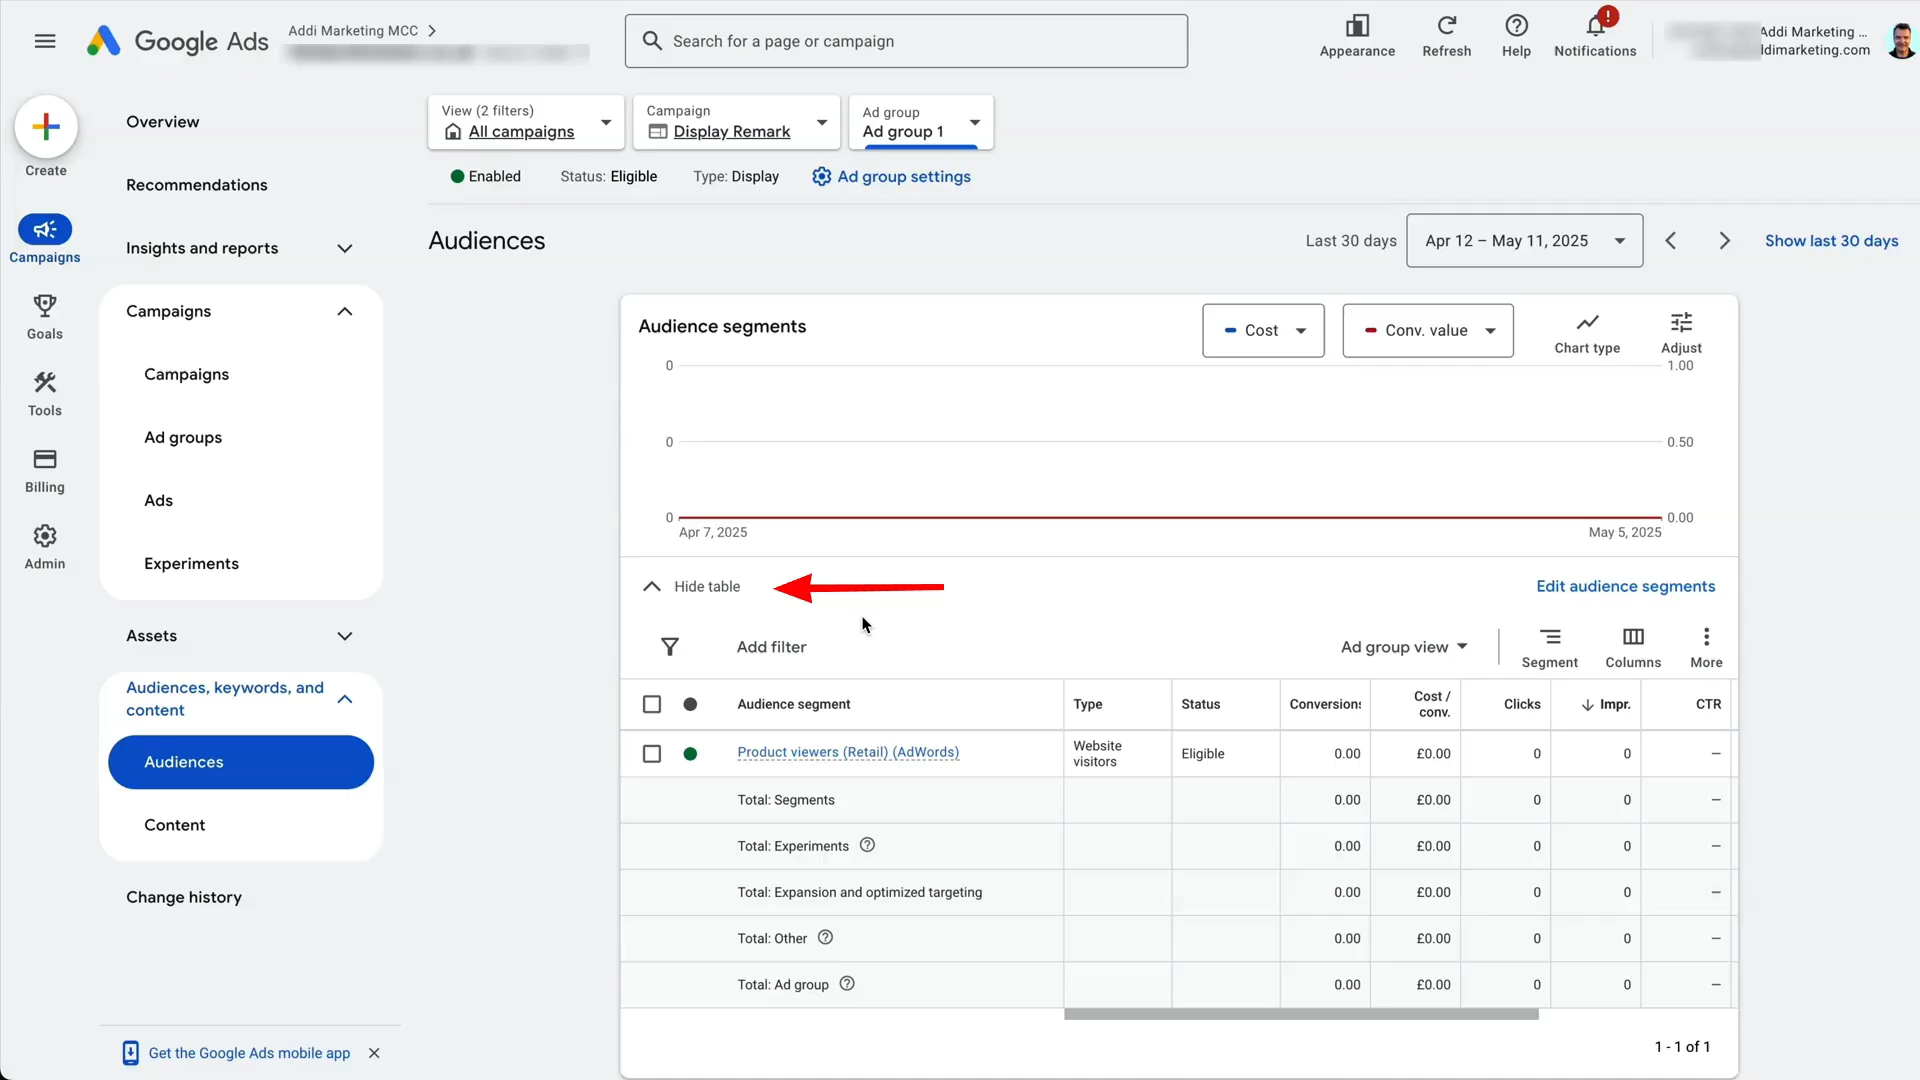 Google Ads
Addi Marketing MCC
Search for a page or campaign
Appearance
Refresh
Help
!
Notifications
Addi Marketing ...
ddimarketing.com
Create
Campaigns
Goals
Tools
Billing
Admin
Overview
Recommendations
Insights and reports
Campaigns
Campaigns
Ad groups
Ads
Experiments
Assets
Audiences, keywords, and
content
Audiences
Content
Change history
Get the Google Ads mobile app
View (2 filters)
All campaigns
Campaign
Display Remark
Ad group
Ad group 1
Enabled
Status: Eligible
Type: Display
Ad group settings
Audiences
Last 30 days
Apr 12 – May 11, 2025
Show last 30 days
Audience segments
Cost
Conv. value
Chart type
Adjust
0
1.00
0
0.50
0
0.00
Apr 7, 2025
May 5, 2025
Hide table
Edit audience segments
Add filter
Ad group view
Segment
Columns
More
Audience segment
Type
Status
Conversions
Cost /
conv.
Clicks
Impr.
CTR
Product viewers (Retail) (AdWords)
Website
visitors
Eligible
0.00
£0.00
0
0
–
Total: Segments
0.00
£0.00
0
0
–
Total: Experiments
0.00
£0.00
0
0
–
Total: Expansion and optimized targeting
0.00
£0.00
0
0
–
Total: Other
0.00
£0.00
0
0
–
Total: Ad group
0.00
£0.00
0
0
–
1 - 1 of 1